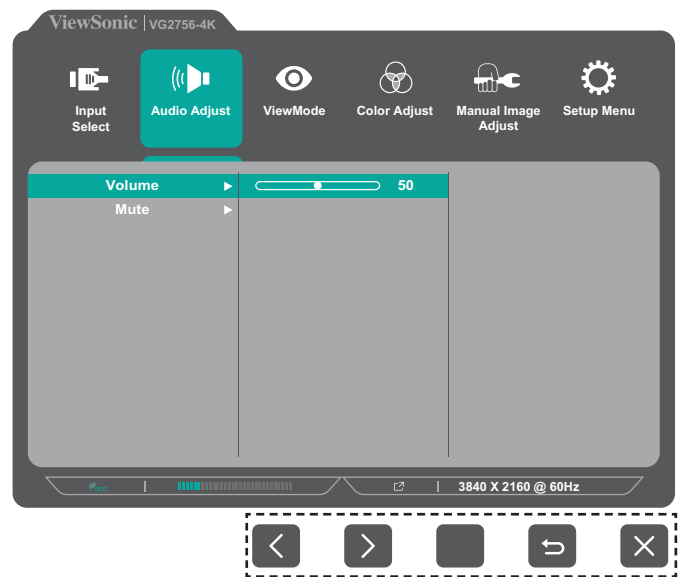 ViewSonic | VG2756-4K
Input
Select
Audio Adjust
ViewMode
Color Adjust
Manual Image
Adjust
Setup Menu
Volume
50
Mute
eco
3840 X 2160 @ 60Hz